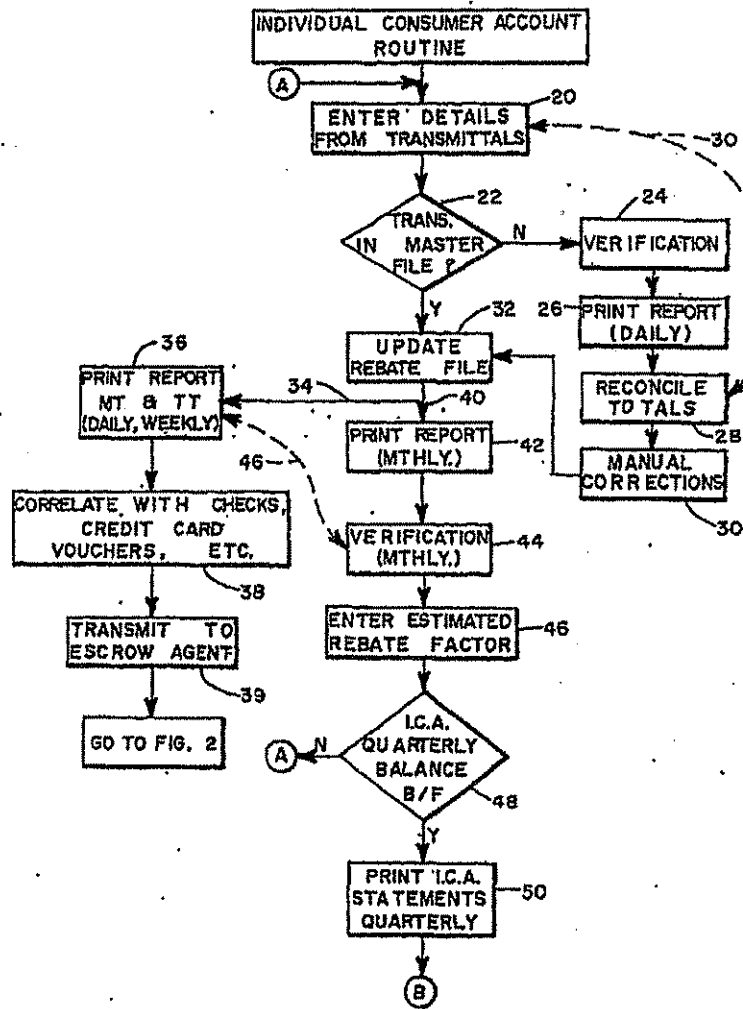 INDIVIDUAL CONSUMER ACCOUNT
ROUTINE
A
20
ENTER DETAILS
FROM TRANSMITTALS
30
22
TRANS.
IN MASTER
FILE ?
N
24
VERIFICATION
Y
26
PRINT REPORT
(DAILY)
32
UPDATE
REBATE FILE
36
PRINT REPORT
MT & TT
(DAILY, WEEKLY)
34
40
RECONCILE
TOTALS
28
PRINT REPORT
(MTHLY.)
42
MANUAL
CORRECTIONS
30
46
CORRELATE WITH CHECKS,
CREDIT CARD
VOUCHERS, ETC.
38
VERIFICATION
(MTHLY.)
44
TRANSMIT TO
ESCROW AGENT
39
ENTER ESTIMATED
REBATE FACTOR
46
GO TO FIG. 2
A
N
I.C.A.
QUARTERLY
BALANCE
B/F
48
Y
PRINT I.C.A.
STATEMENTS
QUARTERLY
50
B